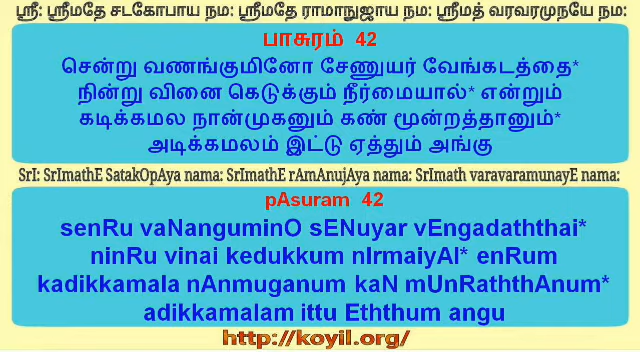 ஸ்ரீ: ஸ்ரீமதே சடகோபாய நம: ஸ்ரீமதே ராமாநுஜாய நம: ஸ்ரீமத் வரவரமுநயே நம:
பாசுரம் 42
சென்று வணங்குமினோ சேணுயர் வேங்கடத்தை*
நின்று வினை கெடுக்கும் நீர்மையால்* என்றும்
கடிக்கமல நான்முகனும் கண் மூன்றத்தானும்*
அடிக்கமலம் இட்டு ஏத்தும் அங்கு
SrI: SrImathE SatakOpAya nama: SrImathE rAmAnujAya nama: SrImath varavaramunayE nama:
pAsuram 42
senRu vaNanguminO sENuyar vEngadaththai*
ninRu vinai kedukkum nIrmaiyAl* enRum
kadikkamala nAnmuganum kaN mUnRaththAnum*
adikkamalam ittu Eththum angu
http://koyil.org/